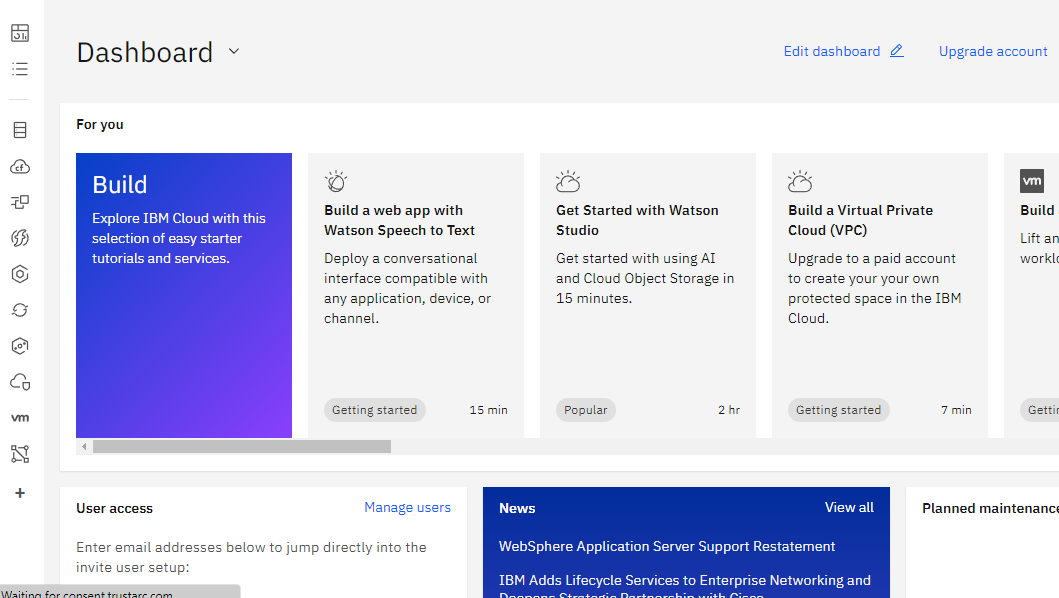 Dashboard
Edit dashboard
Upgrade account
For you
Build
Explore IBM Cloud with this
selection of easy starter
tutorials and services.
Build a web app with
Watson Speech to Text
Deploy a conversational
interface compatible with
any application, device, or
channel.
Getting started
15 min
Get Started with Watson
Studio
Get started with using AI
and Cloud Object Storage in
15 minutes.
Popular
2 hr
Build a Virtual Private
Cloud (VPC)
Upgrade to a paid account
to create your your own
protected space in the IBM
Cloud.
Getting started
7 min
vm
Build
Lift
cf
vm
User access
Manage users
Enter email addresses below to jump directly into the
invite user setup:
News
View all
WebSphere Application Server Support Restatement
IBM Adds Lifecycle Services to Enterprise Networking and
Deepens Strategic Partnership with Cisco
Planned maintenance
Waiting for consent.trustarc.com